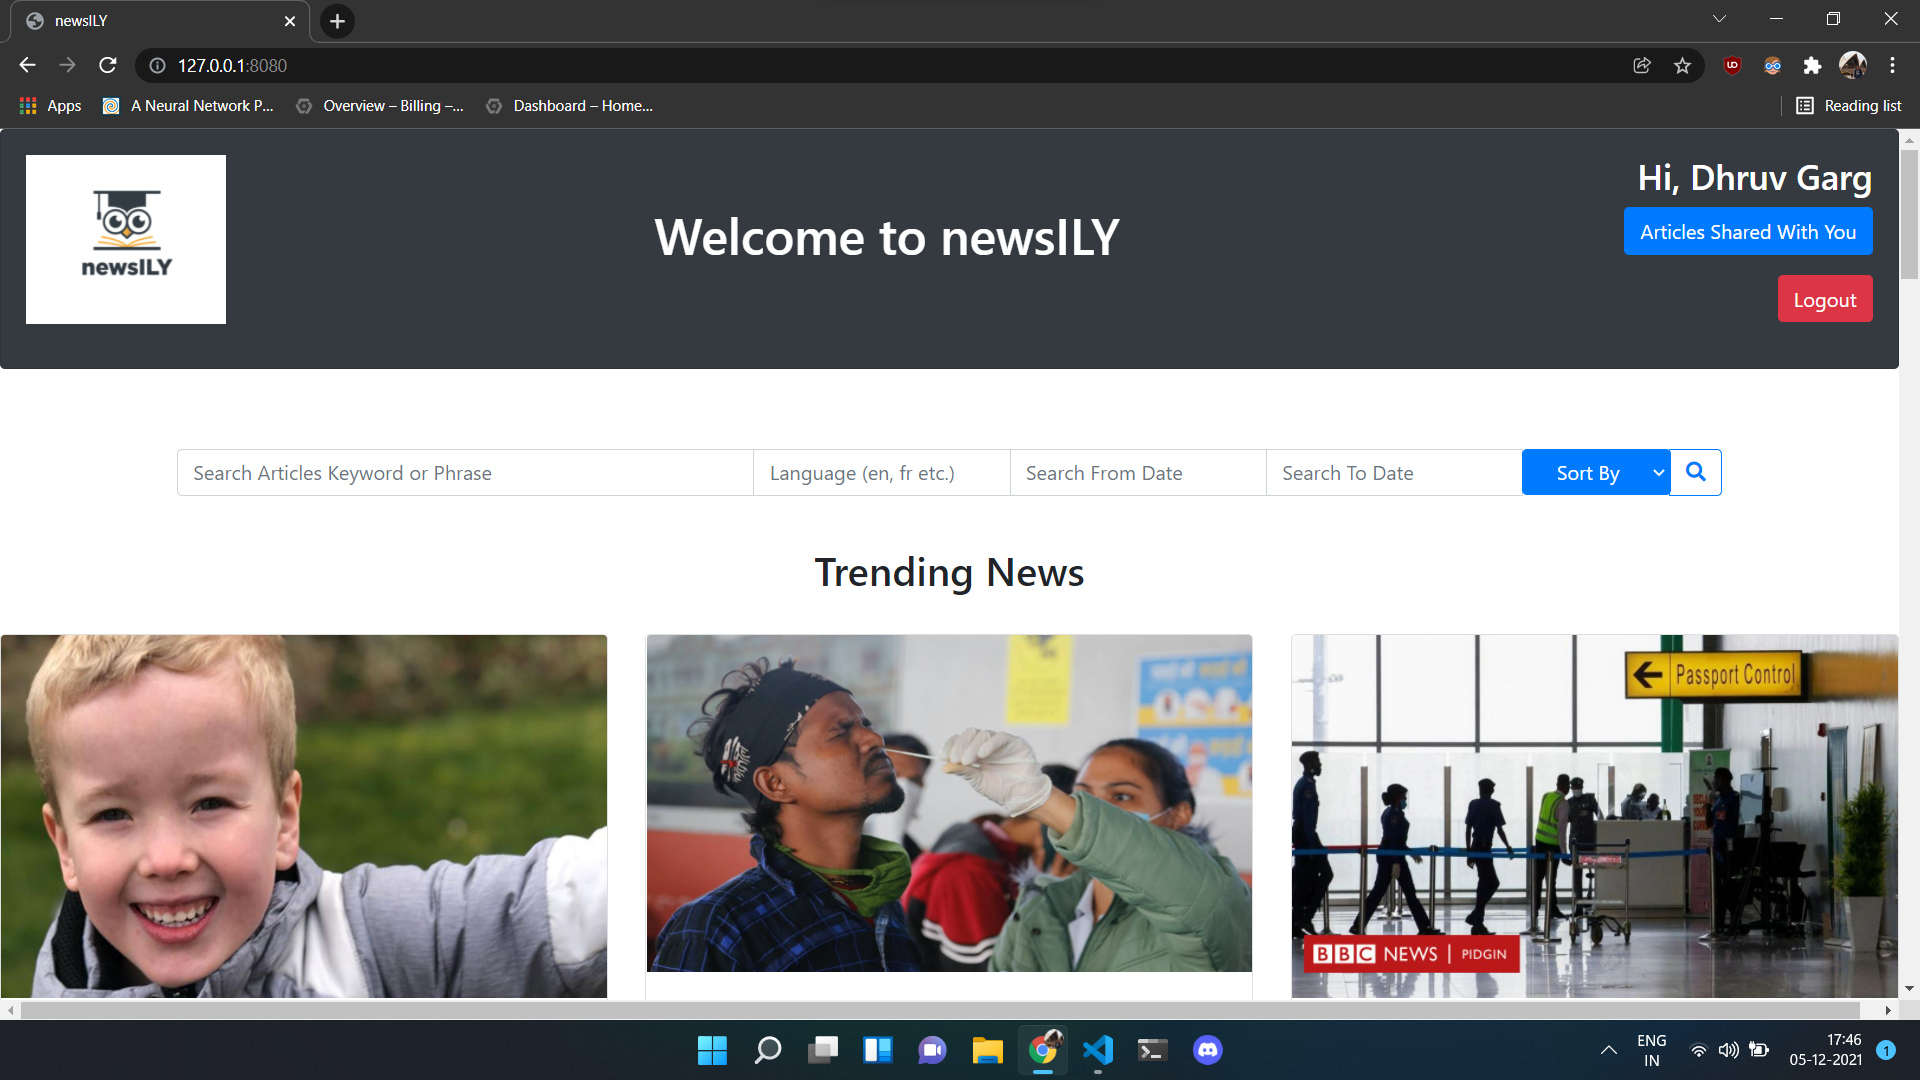 newsILY
127.0.0.1:8080
Apps
A Neural Network P...
Overview – Billing –...
Dashboard – Home...
Reading list
newsILY
Welcome to newsILY
Hi, Dhruv Garg
Articles Shared With You
Logout
Search Articles Keyword or Phrase
Language (en, fr etc.)
Search From Date
Search To Date
Sort By
Trending News
Passport Control
BBC NEWS | PIDGIN
ENG
IN
17:46
05-12-2021
1